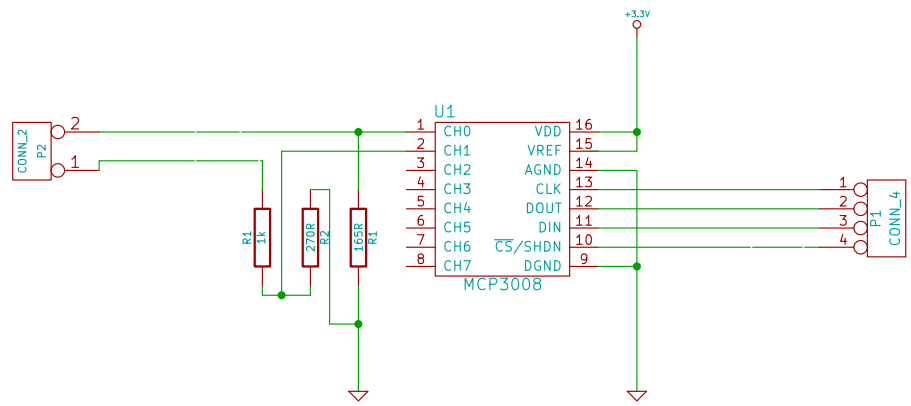 +3.3V
U1
CONN_2
P2
2
1
1 CH0 VDD 16
2 CH1 VREF 15
3 CH2 AGND 14
4 CH3 CLK 13
5 CH4 DOUT 12
6 CH5 DIN 11
7 CH6 CS/SHDN 10
8 CH7 DGND 9
MCP3008
R1
1k
270R
R2
165R
R1
1
2
3
4
P1
CONN_4